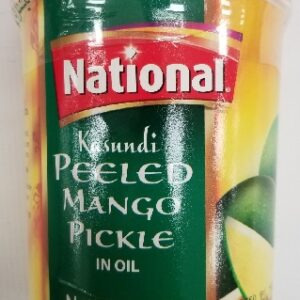 National
Kasundi
PEELED
MANGO
PICKLE
IN OIL